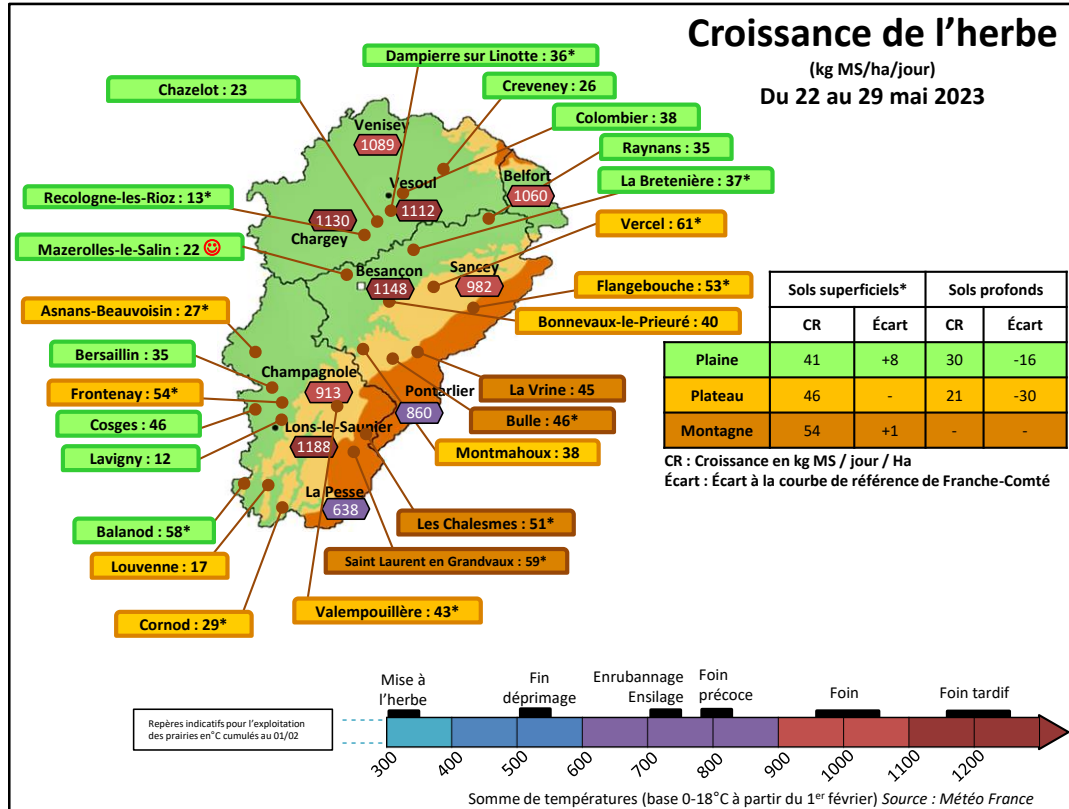 Croissance de l’herbe
(kg MS/ha/jour)
Du 22 au 29 mai 2023
Dampierre sur Linotte : 36*
Chazelot : 23
Creveney : 26
Colombier : 38
Raynans : 35
La Bretenière : 37*
Recologne-les-Rioz : 13*
Vercel : 61*
Mazerolles-le-Salin : 22
Flangebouche : 53*
Asnans-Beauvoisin : 27*
Bonnevaux-le-Prieuré : 40
Bersaillin : 35
Frontenay : 54*
La Vrine : 45
Cosges : 46
Bulle : 46*
Lavigny : 12
Montmahoux : 38
Balanod : 58*
Les Chalesmes : 51*
Louvenne : 17
Saint Laurent en Grandvaux : 59*
Cornod : 29*
Valempouillère : 43*
Venisey
1089
Vesoul
1112
Belfort
1060
1130
Chargey
Besançon
1148
Sancey
982
Champagnole
913
Pontarlier
860
Lons-le-Saunier
1188
La Pesse
638
Sols superficiels* Sols profonds
CR Écart CR Écart
Plaine 41 +8 30 -16
Plateau 46 - 21 -30
Montagne 54 +1 - -
CR : Croissance en kg MS / jour / Ha
Écart : Écart à la courbe de référence de Franche-Comté
Repères indicatifs pour l’exploitation
des prairies en°C cumulés au 01/02
Mise à
l’herbe
Fin
déprimage
Enrubannage
Ensilage
Foin
précoce
Foin
Foin tardif
300 400 500 600 700 800 900 1000 1100 1200
Somme de températures (base 0-18°C à partir du 1er février) Source : Météo France